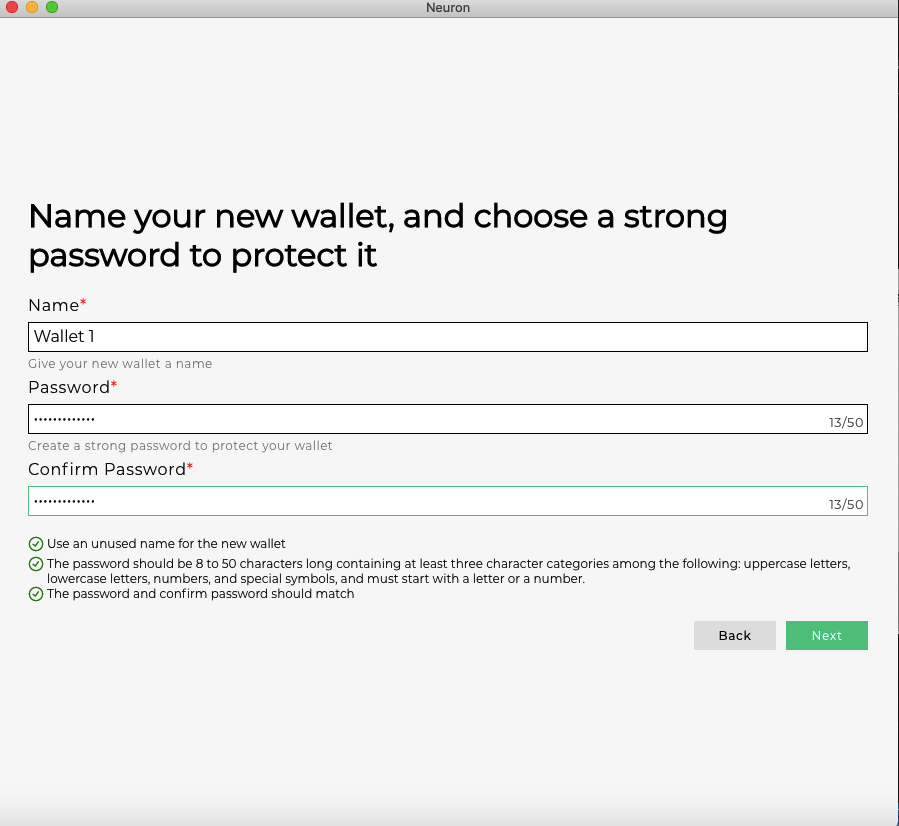 Neuron
Name your new wallet, and choose a strong
password to protect it
Name*
Wallet 1
Give your new wallet a name
Password*
••••••••••••• 13/50
Create a strong password to protect your wallet
Confirm Password*
••••••••••••• 13/50
Use an unused name for the new wallet
The password should be 8 to 50 characters long containing at least three character categories among the following: uppercase letters,
lowercase letters, numbers, and special symbols, and must start with a letter or a number.
The password and confirm password should match
Back Next